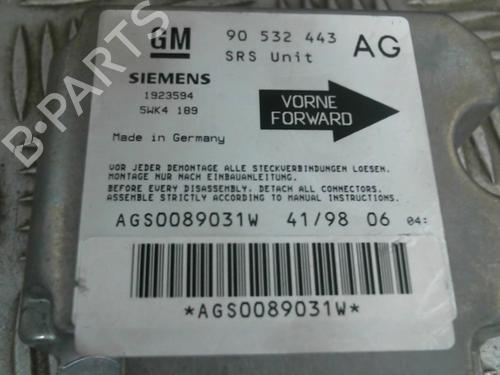 GM
90 532 443
AG
SRS Unit
SIEMENS
1923594
5WK4 189
VORNE
FORWARD
Made in Germany
VOR JEDER DEMONTAGE ALLE STECKVERBINDUNGEN LOESEN.
MONTAGE NUR NACH EINBAUANLEITUNG.
BEFORE EVERY DISASSEMBLY, DETACH ALL CONNECTORS.
ASSEMBLE STRICTLY ACCORDING TO MANUAL INSTRUCTIONS.
AGS0089031W 41/98 06 04:
*AGS0089031W*
B-Parts